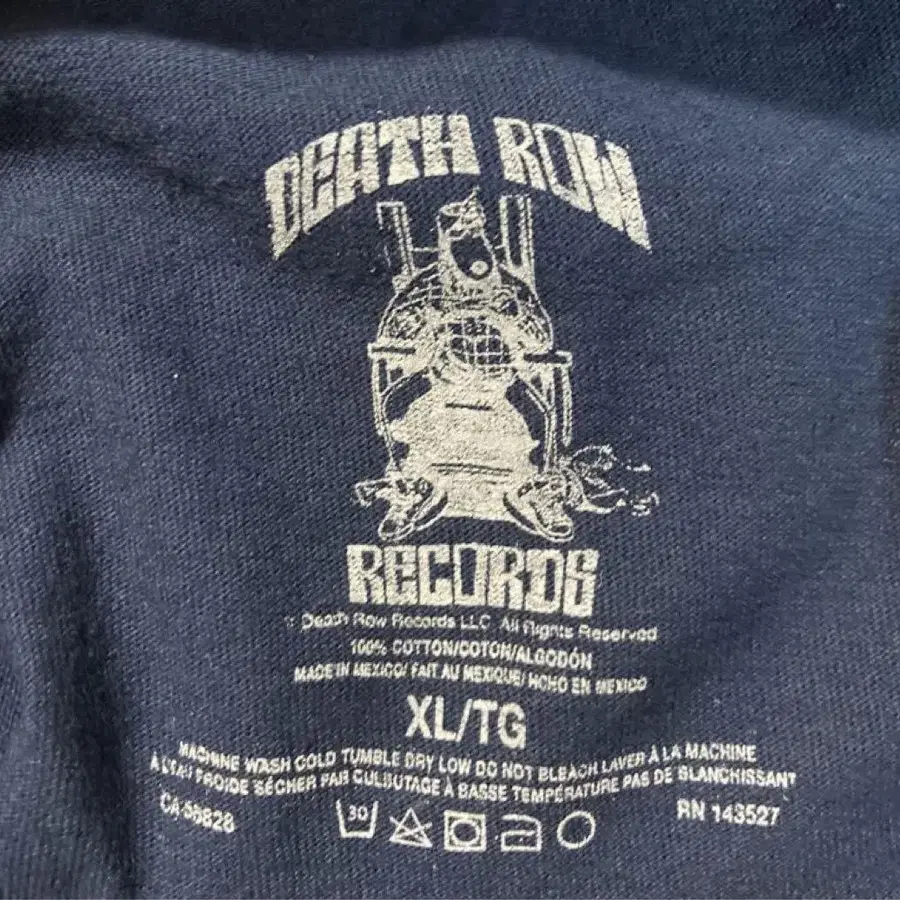 DEATH ROW
RECORDS
Death Row Records LLC. All Rights Reserved
100% COTTON/COTON/ALGODÓN
MADE IN MEXICO/ FAIT AU MEXIQUE/ HCHO EN MEXICO
XL/TG
MACHINE WASH COLD TUMBLE DRY LOW DO NOT BLEACH LAVER À LA MACHINE
À L'EAU FROIDE SÉCHER PAR CULBUTAGE À BASSE TEMPÉRATURE PAS DE BLANCHISSANT
CA 56828
RN 143527
30